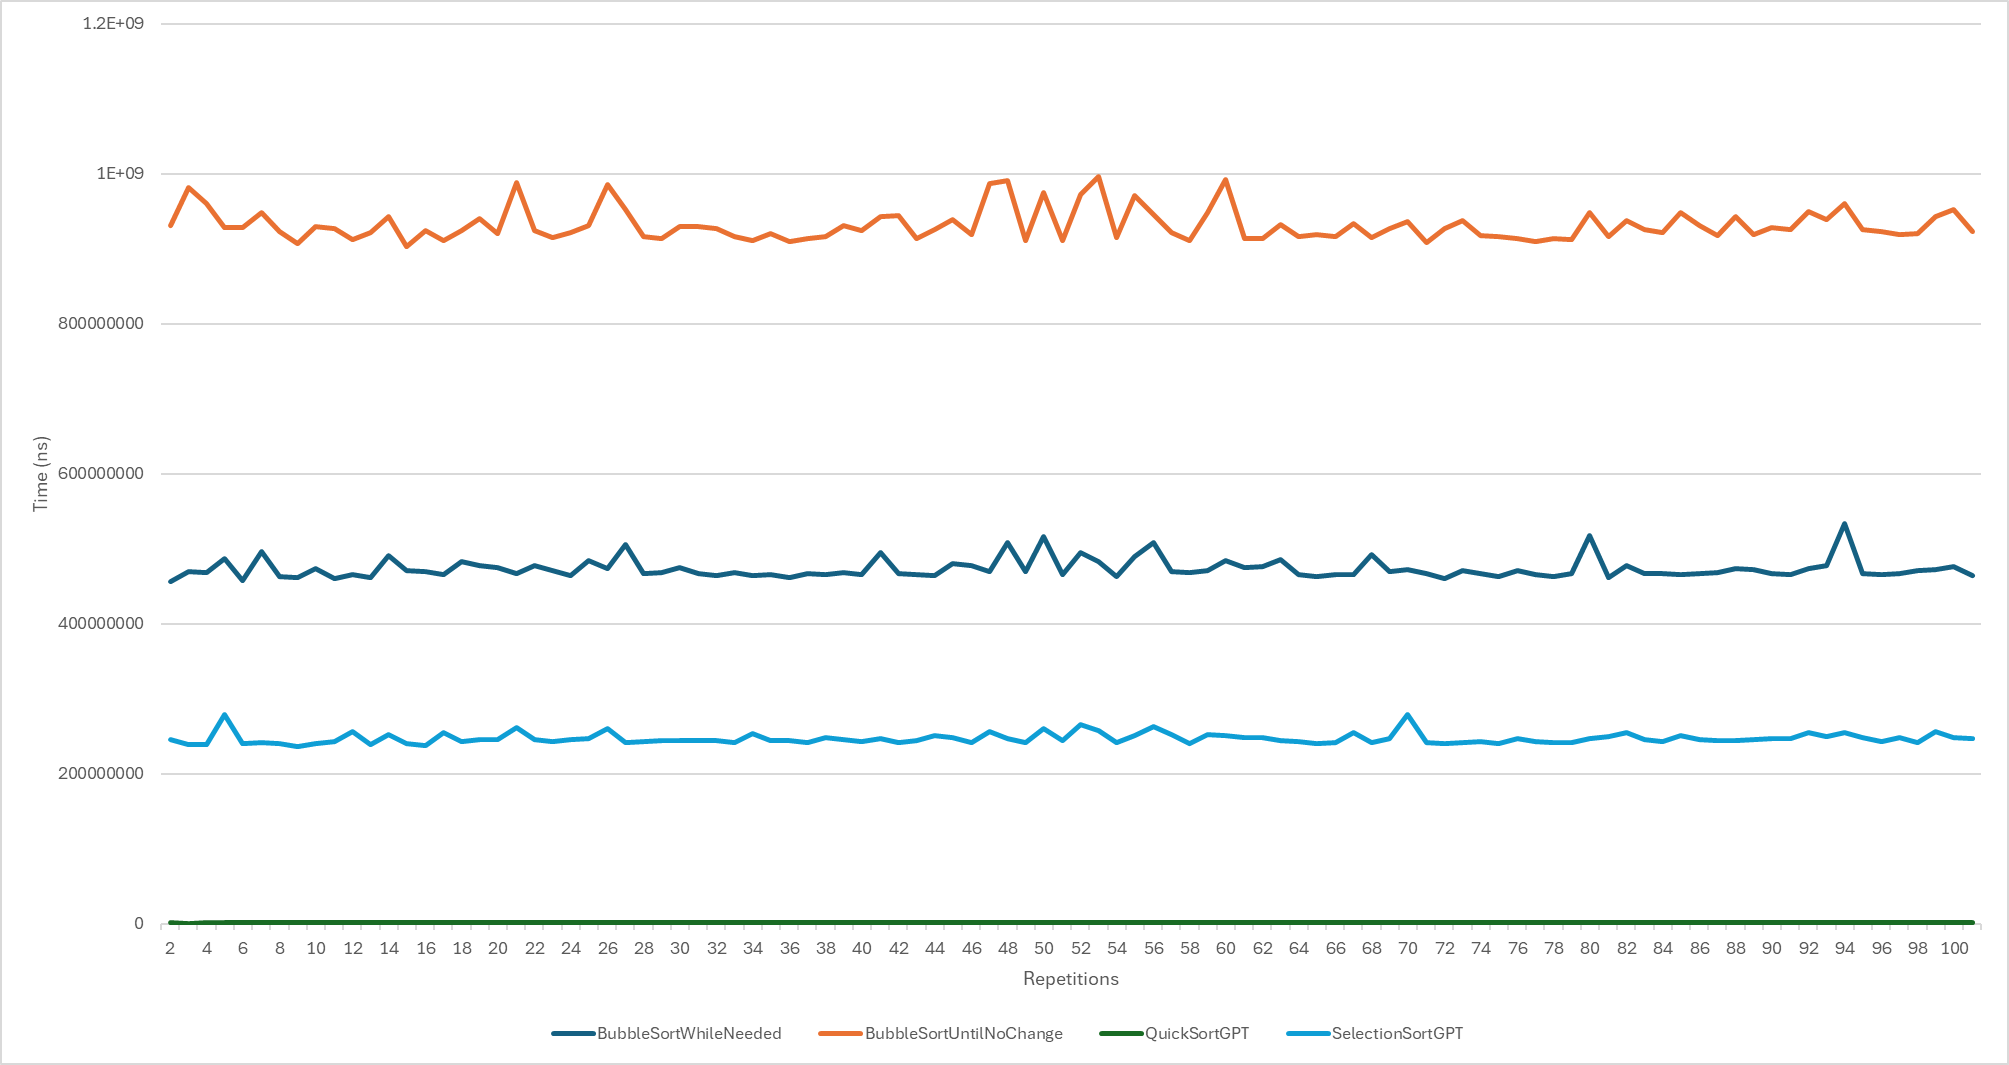 1.2E+09
1E+09
800000000
600000000
400000000
200000000
0
Time (ns)
2 4 6 8 10 12 14 16 18 20 22 24 26 28 30 32 34 36 38 40 42 44 46 48 50 52 54 56 58 60 62 64 66 68 70 72 74 76 78 80 82 84 86 88 90 92 94 96 98 100
Repetitions
BubbleSortWhileNeeded BubbleSortUntilNoChange QuickSortGPT SelectionSortGPT